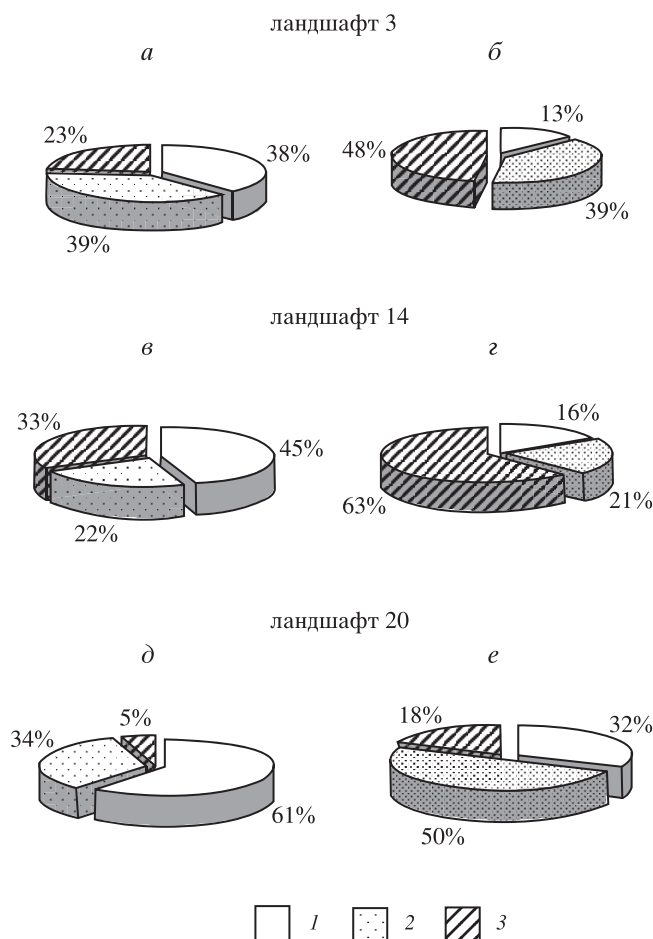 ландшафт 3
а б
23% 38% 39%
13% 48% 39%
ландшафт 14
в г
33% 45% 22%
16% 63% 21%
ландшафт 20
д е
5% 34% 61%
18% 32% 50%
1 2 3